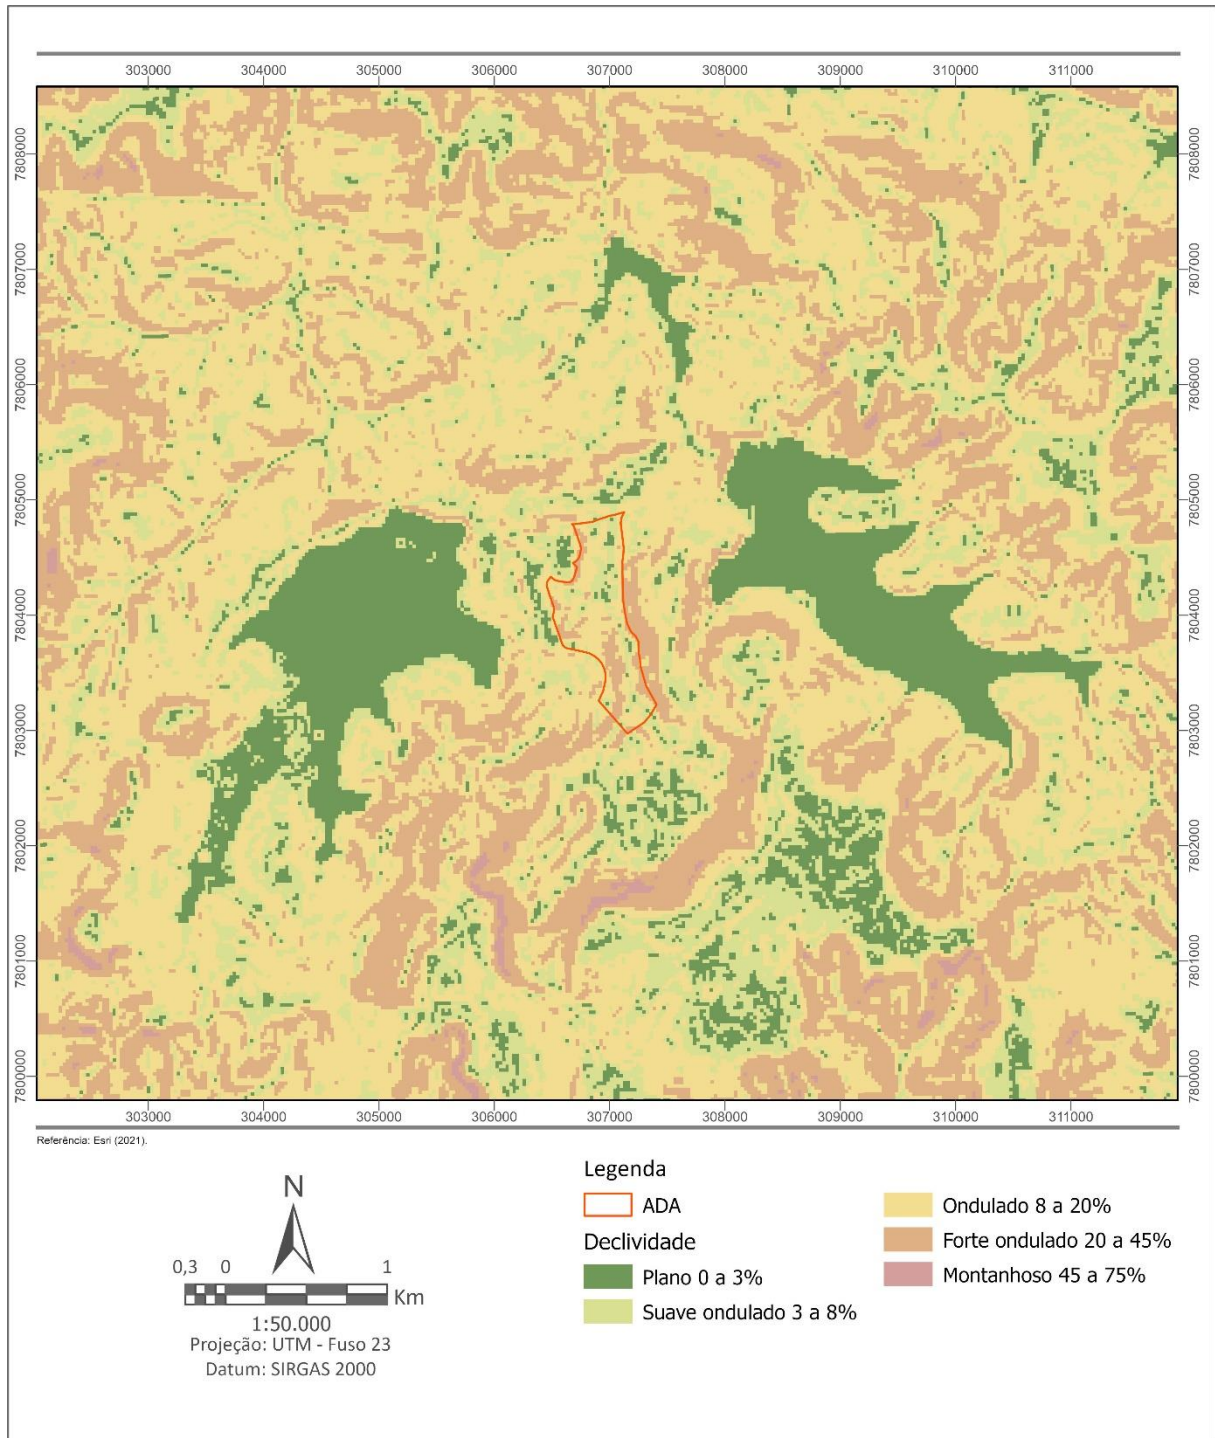 303000 304000 305000 306000 307000 308000 309000 310000 311000
7808000 7808000
7807000 7807000
7806000 7806000
7805000 7805000
7804000 7804000
7803000 7803000
7802000 7802000
7801000 7801000
7800000 7800000
303000 304000 305000 306000 307000 308000 309000 310000 311000
Referência: Esri (2021).
N
0,3 0 1
Km
1:50.000
Projeção: UTM - Fuso 23
Datum: SIRGAS 2000
Legenda
ADA
Declividade
Plano 0 a 3%
Suave ondulado 3 a 8%
Ondulado 8 a 20%
Forte ondulado 20 a 45%
Montanhoso 45 a 75%